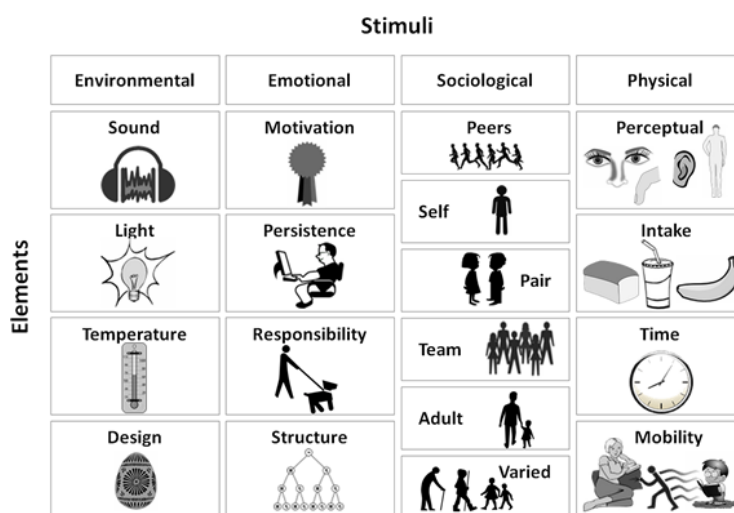 Stimuli
Environmental
Emotional
Sociological
Physical
Elements
Sound
Motivation
Peers
Perceptual
Self
Light
Persistence
Intake
Pair
Temperature
Responsibility
Team
Time
Adult
Design
Structure
Mobility
Varied